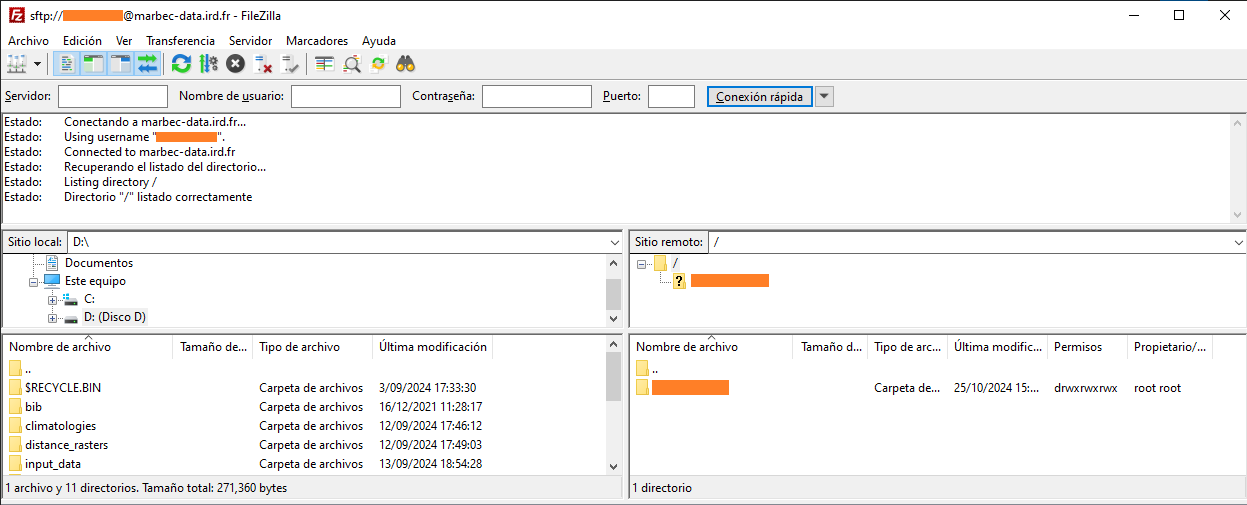 sftp://@marbec-data.ird.fr - FileZilla
Archivo Edición Ver Transferencia Servidor Marcadores Ayuda
Servidor: Nombre de usuario: Contraseña: Puerto: Conexión rápida
Estado: Conectando a marbec-data.ird.fr...
Estado: Using username "".
Estado: Connected to marbec-data.ird.fr
Estado: Recuperando el listado del directorio...
Estado: Listing directory /
Estado: Directorio "/" listado correctamente
Sitio local: D:\
Documentos
Este equipo
C:
D: (Disco D)
Sitio remoto: /
/
?
Nombre de archivo Tamaño de... Tipo de archivo Última modificación
..
$RECYCLE.BIN Carpeta de archivos 3/09/2024 17:33:30
bib Carpeta de archivos 16/12/2021 11:28:17
climatologies Carpeta de archivos 12/09/2024 17:46:12
distance_rasters Carpeta de archivos 12/09/2024 17:49:03
input_data Carpeta de archivos 13/09/2024 18:54:28
1 archivo y 11 directorios. Tamaño total: 271,360 bytes
Nombre de archivo Tamaño d... Tipo de arc... Última modific... Permisos Propietario/...
..
Carpeta de... 25/10/2024 15:... drwxrwxrwx root root
1 directorio